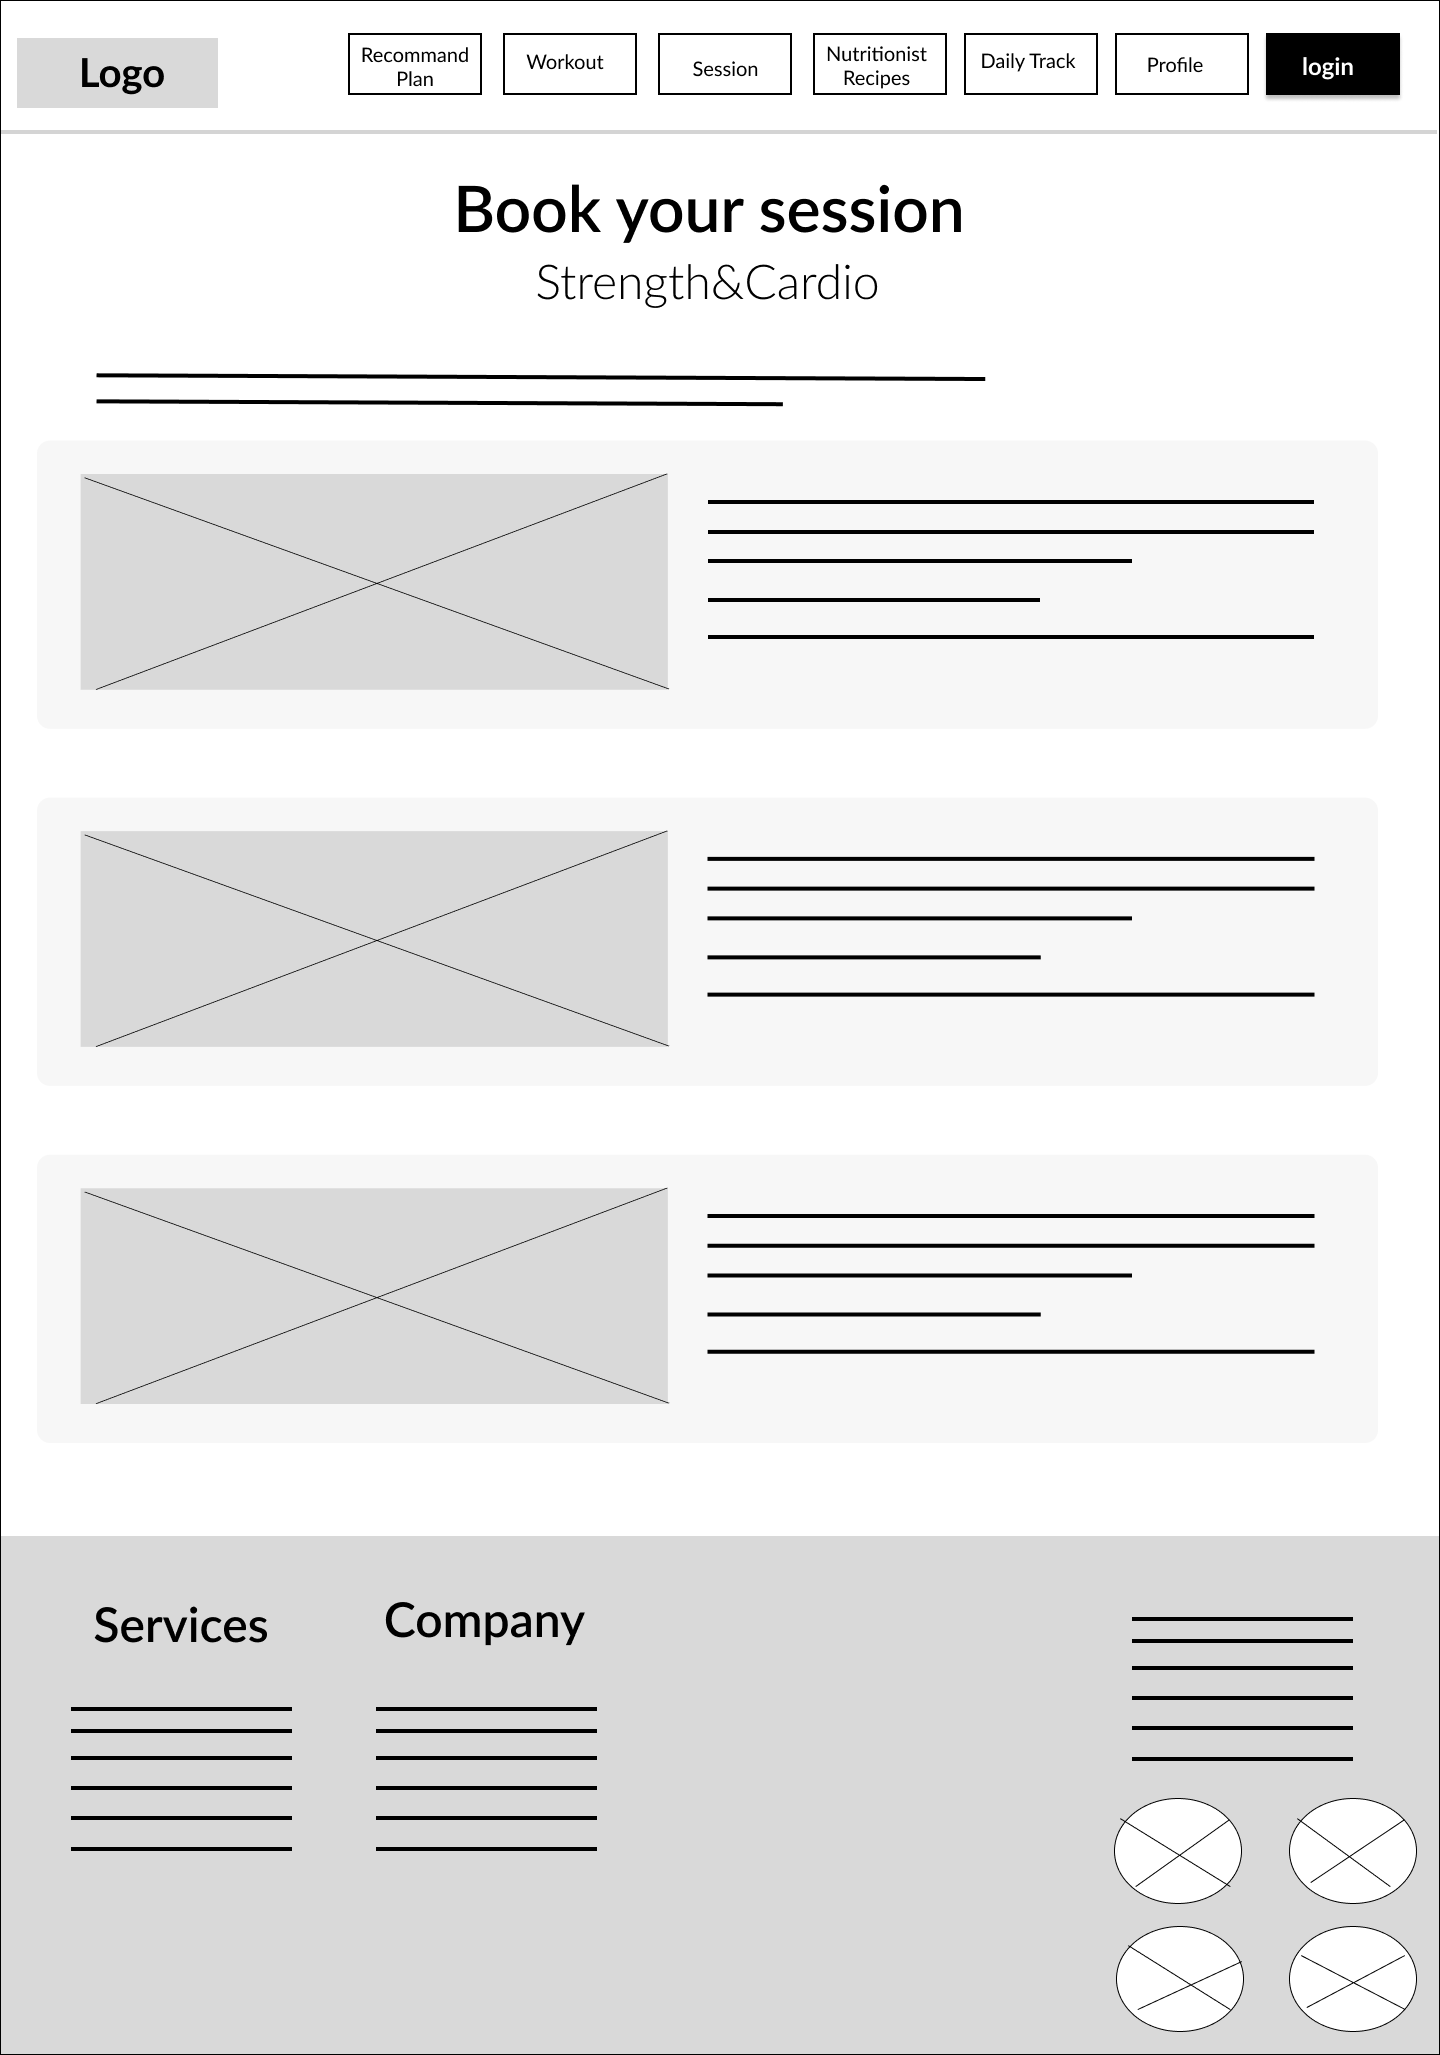 Logo
Recommand
Plan
Workout
Session
Nutritionist
Recipes
Daily Track
Profile
login
Book your session
Strength&Cardio
Services
Company